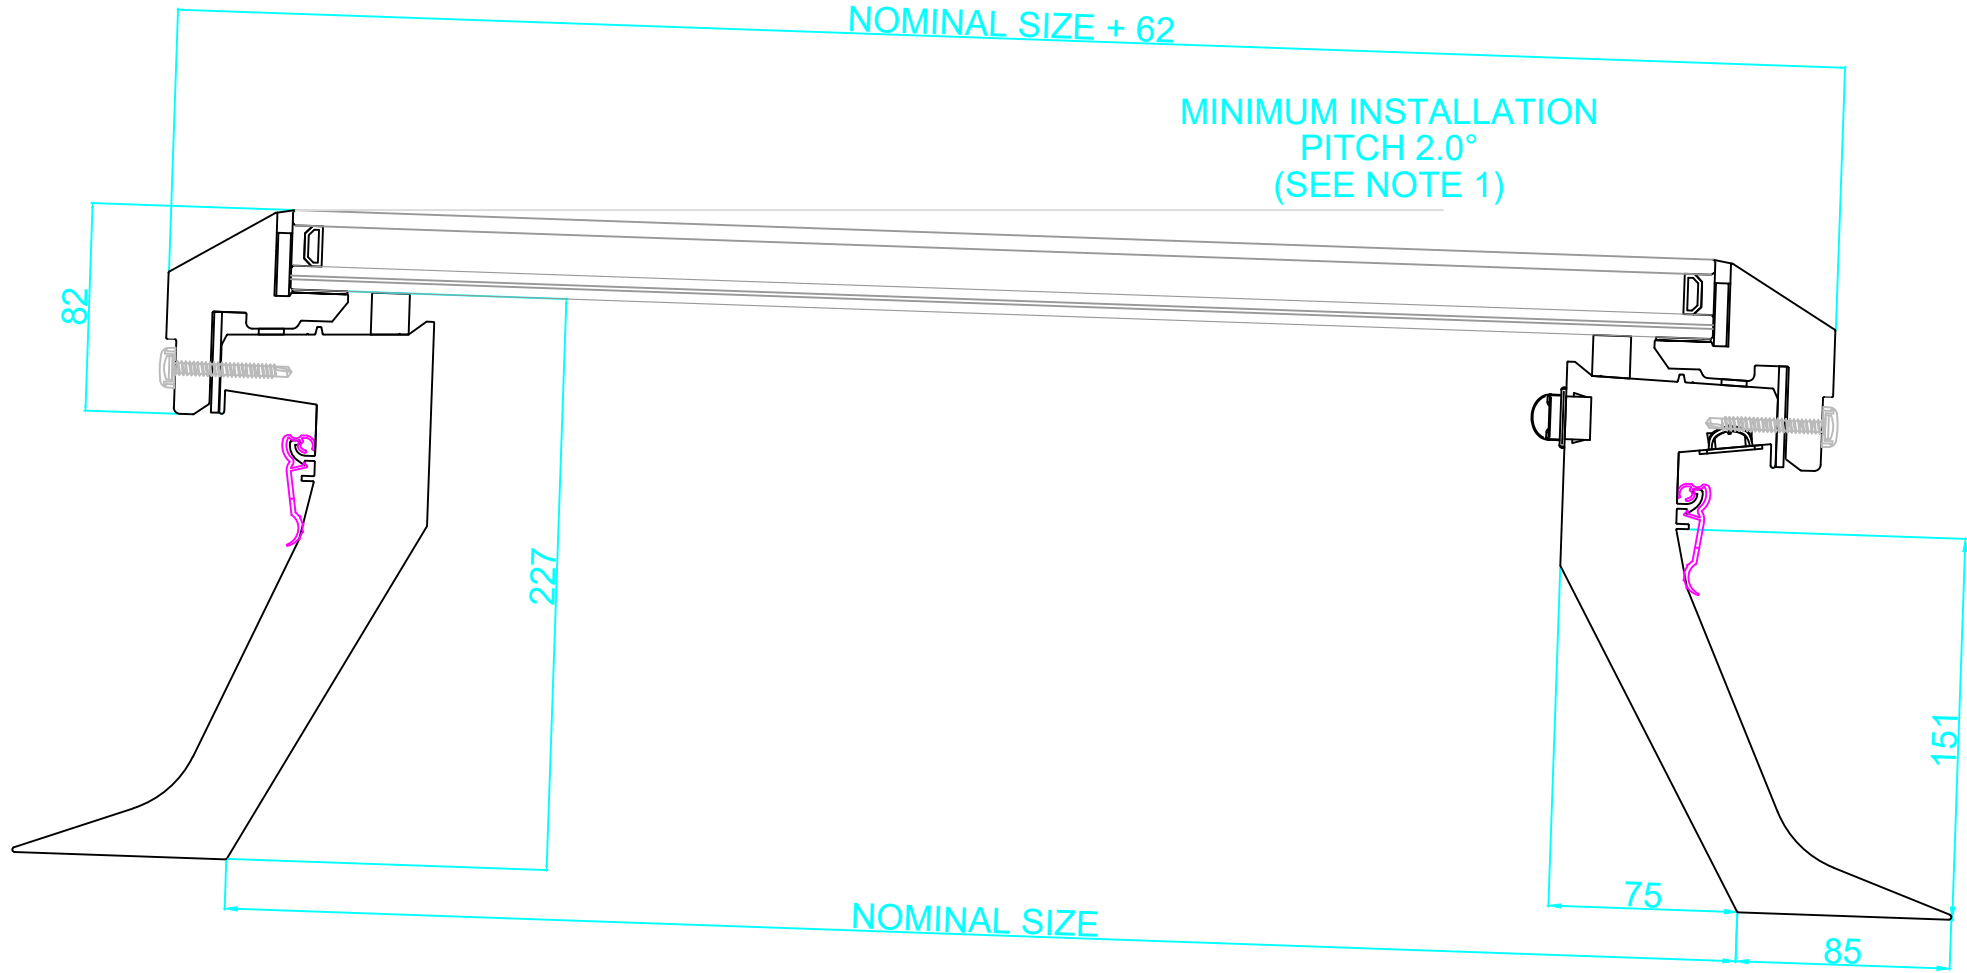 NOMINAL SIZE + 62
MINIMUM INSTALLATION
PITCH 2.0°
(SEE NOTE 1)
82
227
151
75
NOMINAL SIZE
85